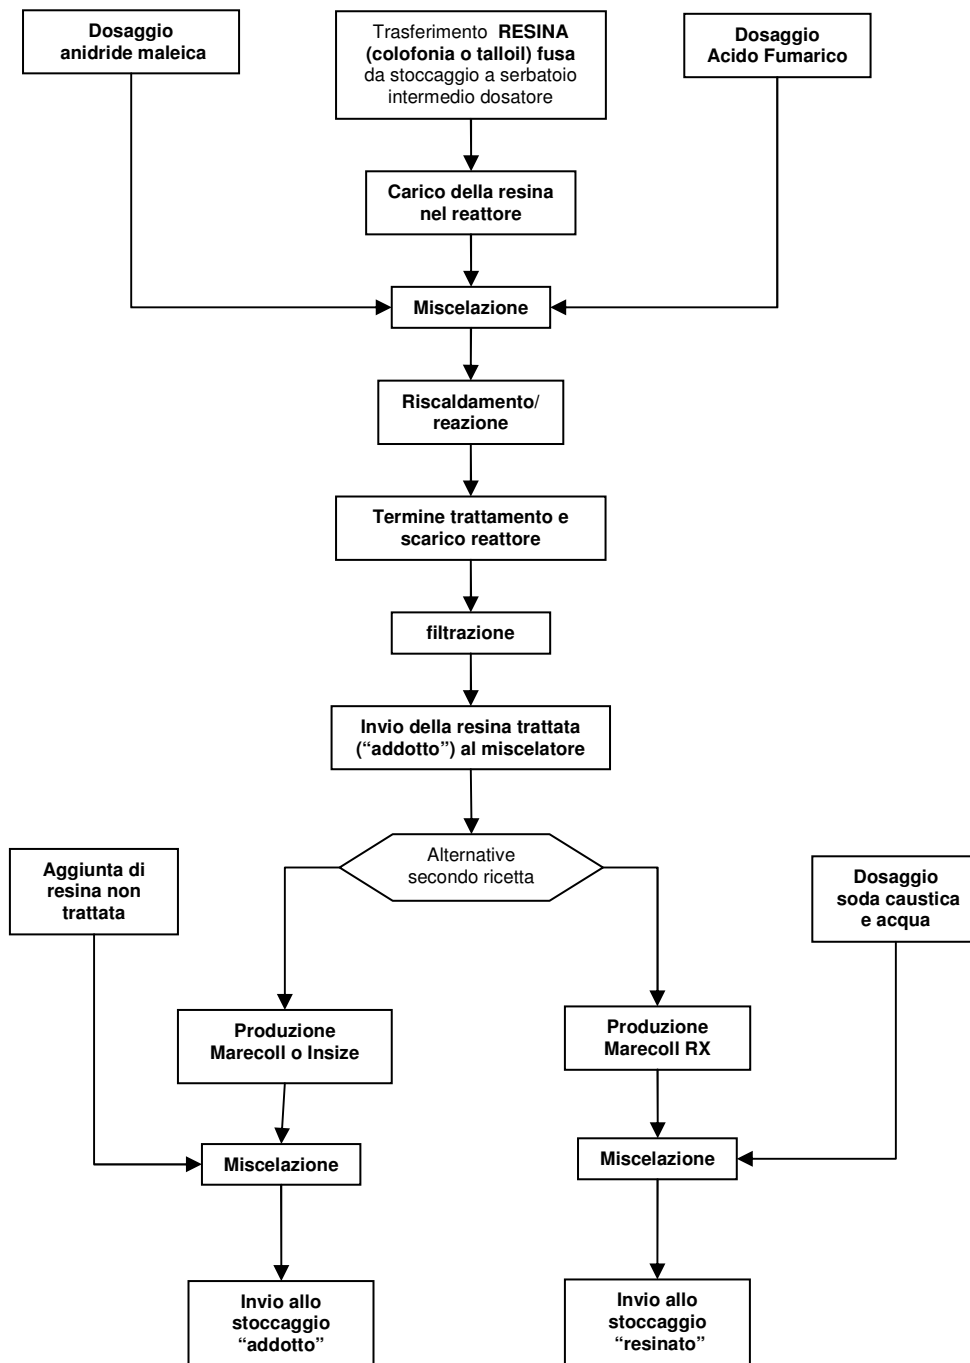 Dosaggio
anidride maleica
Trasferimento RESINA
(colofonia o talloil) fusa
da stoccaggio a serbatoio
intermedio dosatore
Dosaggio
Acido Fumarico
Carico della resina
nel reattore
Miscelazione
Riscaldamento/
reazione
Termine trattamento e
scarico reattore
filtrazione
Invio della resina trattata
(“addotto”) al miscelatore
Alternative
secondo ricetta
Aggiunta di
resina non
trattata
Dosaggio
soda caustica
e acqua
Produzione
Marecoll o Insize
Produzione
Marecoll RX
Miscelazione
Miscelazione
Invio allo
stoccaggio
“addotto”
Invio allo
stoccaggio
“resinato”